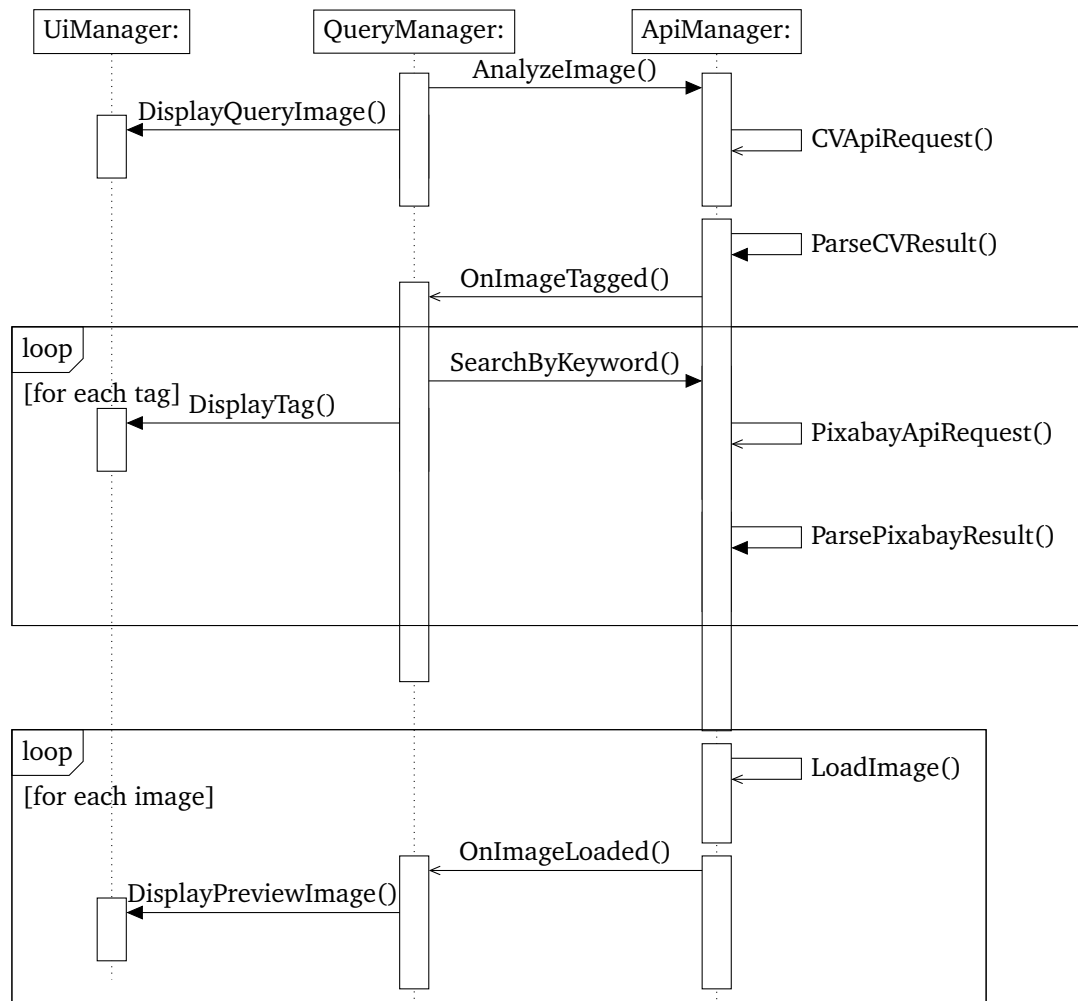 UiManager:
QueryManager:
ApiManager:
AnalyzeImage()
DisplayQueryImage()
CVApiRequest()
ParseCVResult()
OnImageTagged()
loop
[for each tag]
SearchByKeyword()
DisplayTag()
PixabayApiRequest()
ParsePixabayResult()
loop
[for each image]
LoadImage()
OnImageLoaded()
DisplayPreviewImage()